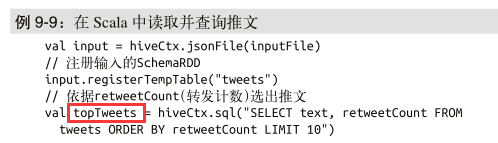 例 9-9：在 Scala 中读取并查询推文
val input = hiveCtx.jsonFile(inputFile)
// 注册输入的SchemaRDD
input.registerTempTable("tweets")
// 依据retweetCount(转发计数)选出推文
val topTweets = hiveCtx.sql("SELECT text, retweetCount FROM
tweets ORDER BY retweetCount LIMIT 10")